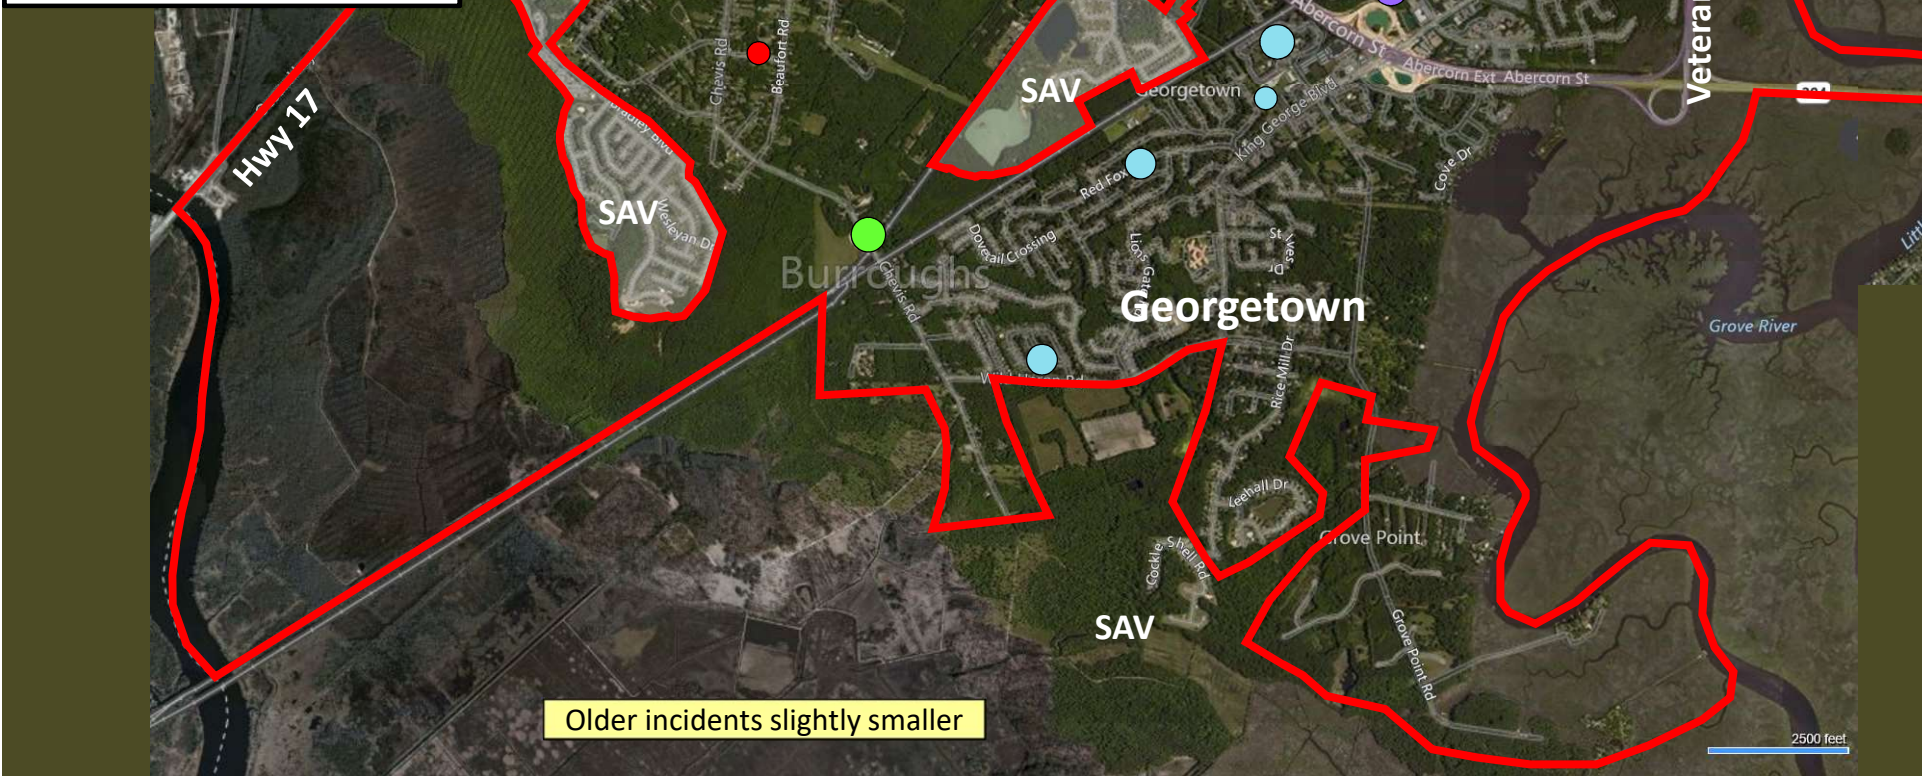 Abercorn St
Vetera
Hwy 17
Chevis Rd
Beaufort Rd
SAV
Georgetown
Abercorn Ext
Abercorn St
204
King George Blvd
Bradley Blvd
Red Fox
Cove Dr
SAV
Wesleyan Dr
Dovetail Crossing
Lions Gate
St Ives Dr
Littl
Burroughs
Chevis Rd
Georgetown
Grove River
Rice Mill Dr
Leehall Dr
Grove Point
Cockle Shell Rd
SAV
Grove Point Rd
Older incidents slightly smaller
2500 feet